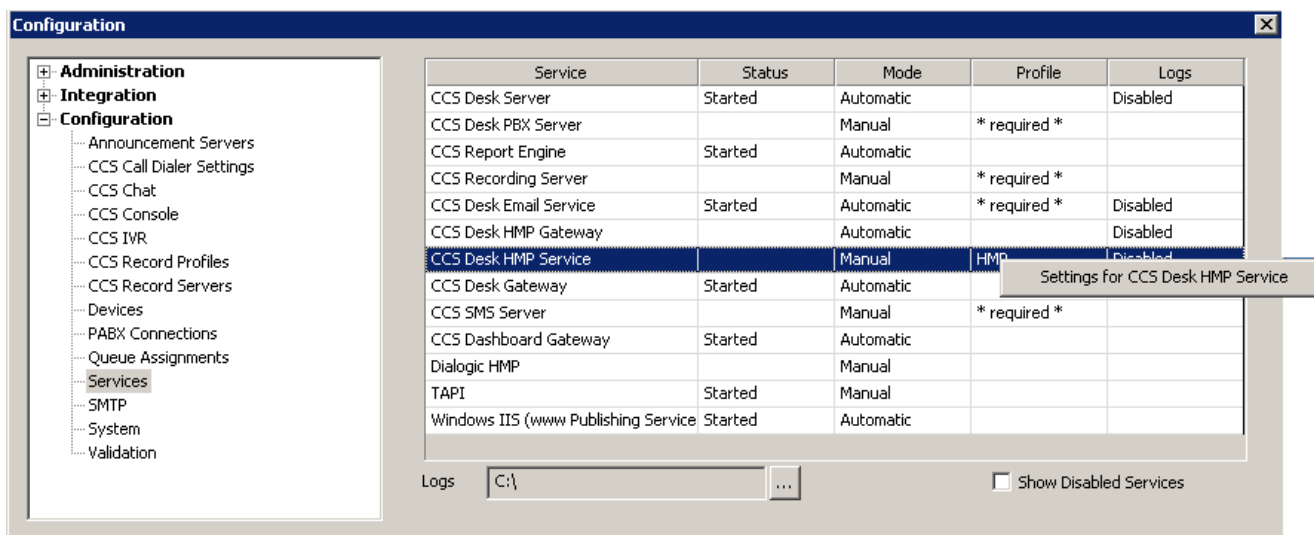 Configuration
Administration
Integration
Configuration
Announcement Servers
CCS Call Dialer Settings
CCS Chat
CCS Console
CCS IVR
CCS Record Profiles
CCS Record Servers
Devices
PABX Connections
Queue Assignments
Services
SMTP
System
Validation
Service Status Mode Profile Logs
CCS Desk Server Started Automatic Disabled
CCS Desk PBX Server Manual * required *
CCS Report Engine Started Automatic
CCS Recording Server Manual * required *
CCS Desk Email Service Started Automatic * required * Disabled
CCS Desk HMP Gateway Automatic Disabled
CCS Desk HMP Service Manual HMP Disabled
Settings for CCS Desk HMP Service
CCS Desk Gateway Started Automatic
CCS SMS Server Manual * required *
CCS Dashboard Gateway Started Automatic
Dialogic HMP Manual
TAPI Started Manual
Windows IIS (www Publishing Service Started Automatic
Logs C:\ ... Show Disabled Services